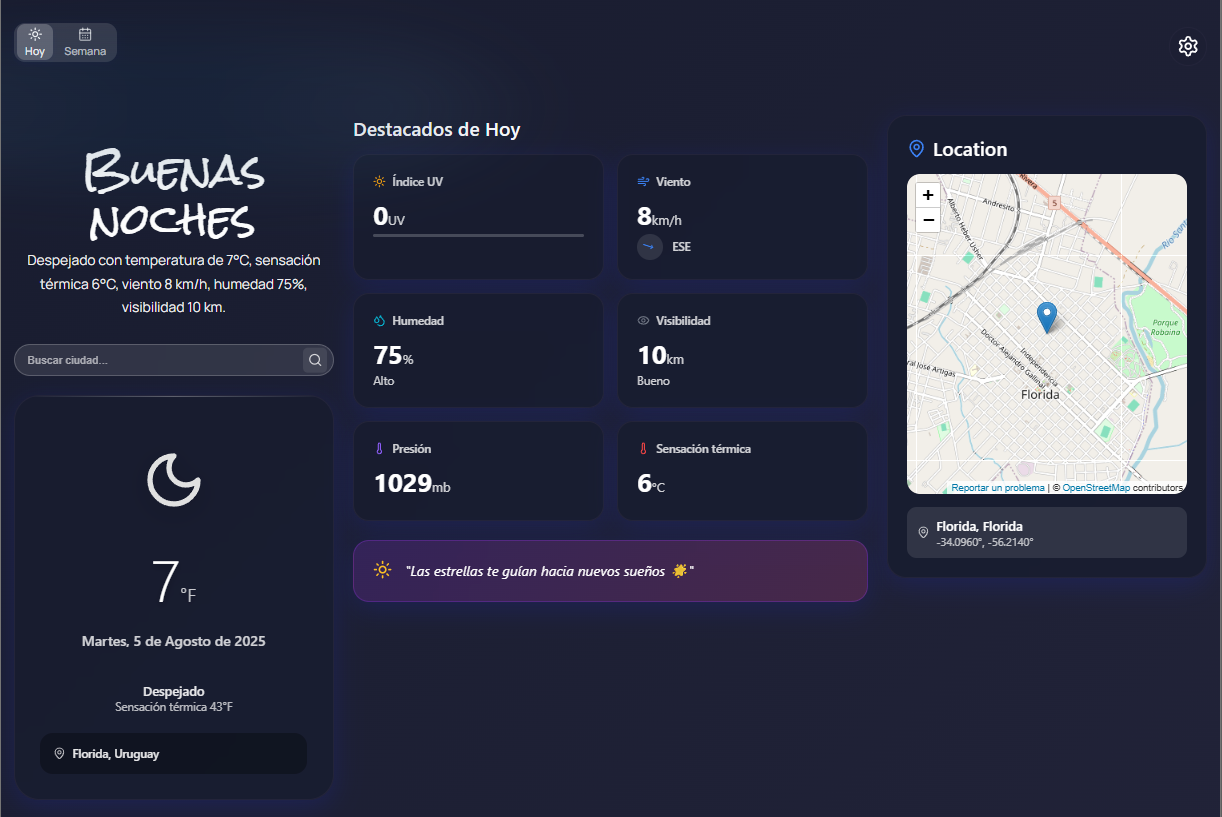 Hoy
Semana
Buenas
noches
Despejado con temperatura de 7°C, sensación
térmica 6°C, viento 8 km/h, humedad 75%,
visibilidad 10 km.
Buscar ciudad...
7°F
Martes, 5 de Agosto de 2025
Despejado
Sensación térmica 43°F
Florida, Uruguay
Destacados de Hoy
Índice UV
0UV
Viento
8km/h
ESE
Humedad
75%
Alto
Visibilidad
10km
Bueno
Presión
1029mb
Sensación térmica
6°C
"Las estrellas te guían hacia nuevos sueños 🌟"
Location
+
−
Rivera
5
Andresito
Alberto Heber Usher
Río Sant
Parque
Robaina
Independencia
Doctor Alejandro Gallinal
ral José Artigas
Florida
Reportar un problema | © OpenStreetMap contributors
Florida, Florida
-34.0960°, -56.2140°